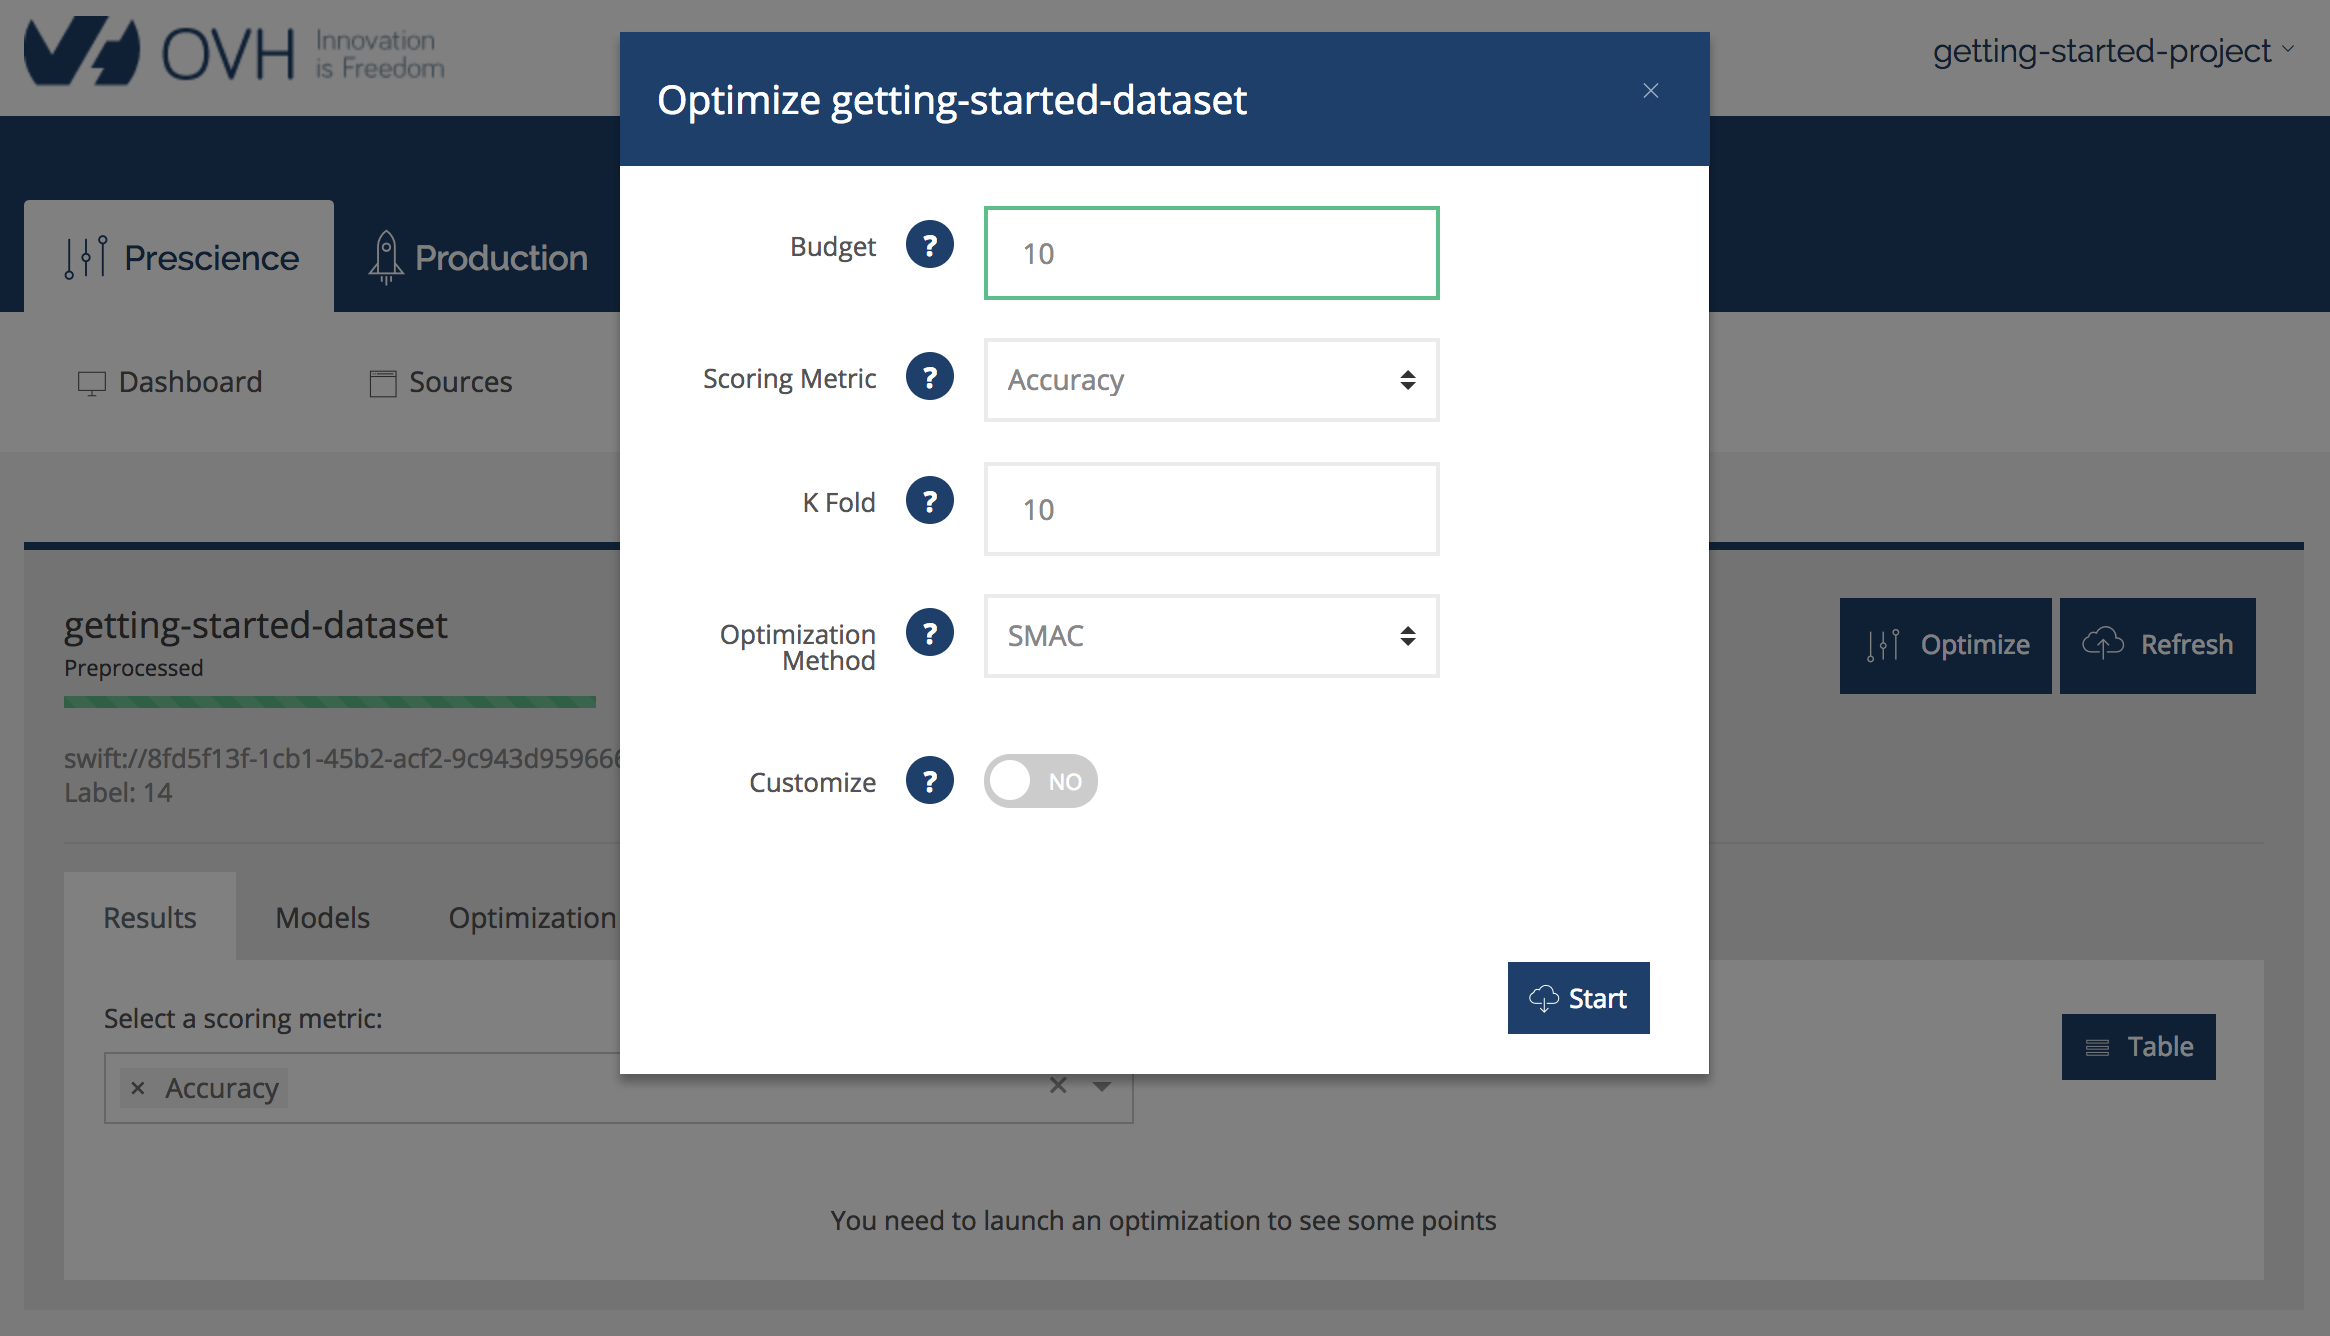 OVH
Innovation
is Freedom
getting-started-project
Optimize getting-started-dataset
Prescience
Production
Dashboard
Sources
Budget ? 10
Scoring Metric ? Accuracy
K Fold ? 10
Optimization
Method ? SMAC
Customize ? NO
Start
getting-started-dataset
Preprocessed
Optimize
Refresh
swift://8fd5f13f-1cb1-45b2-acf2-9c943d95966
Label: 14
Results
Models
Optimization
Select a scoring metric:
× Accuracy
Table
You need to launch an optimization to see some points